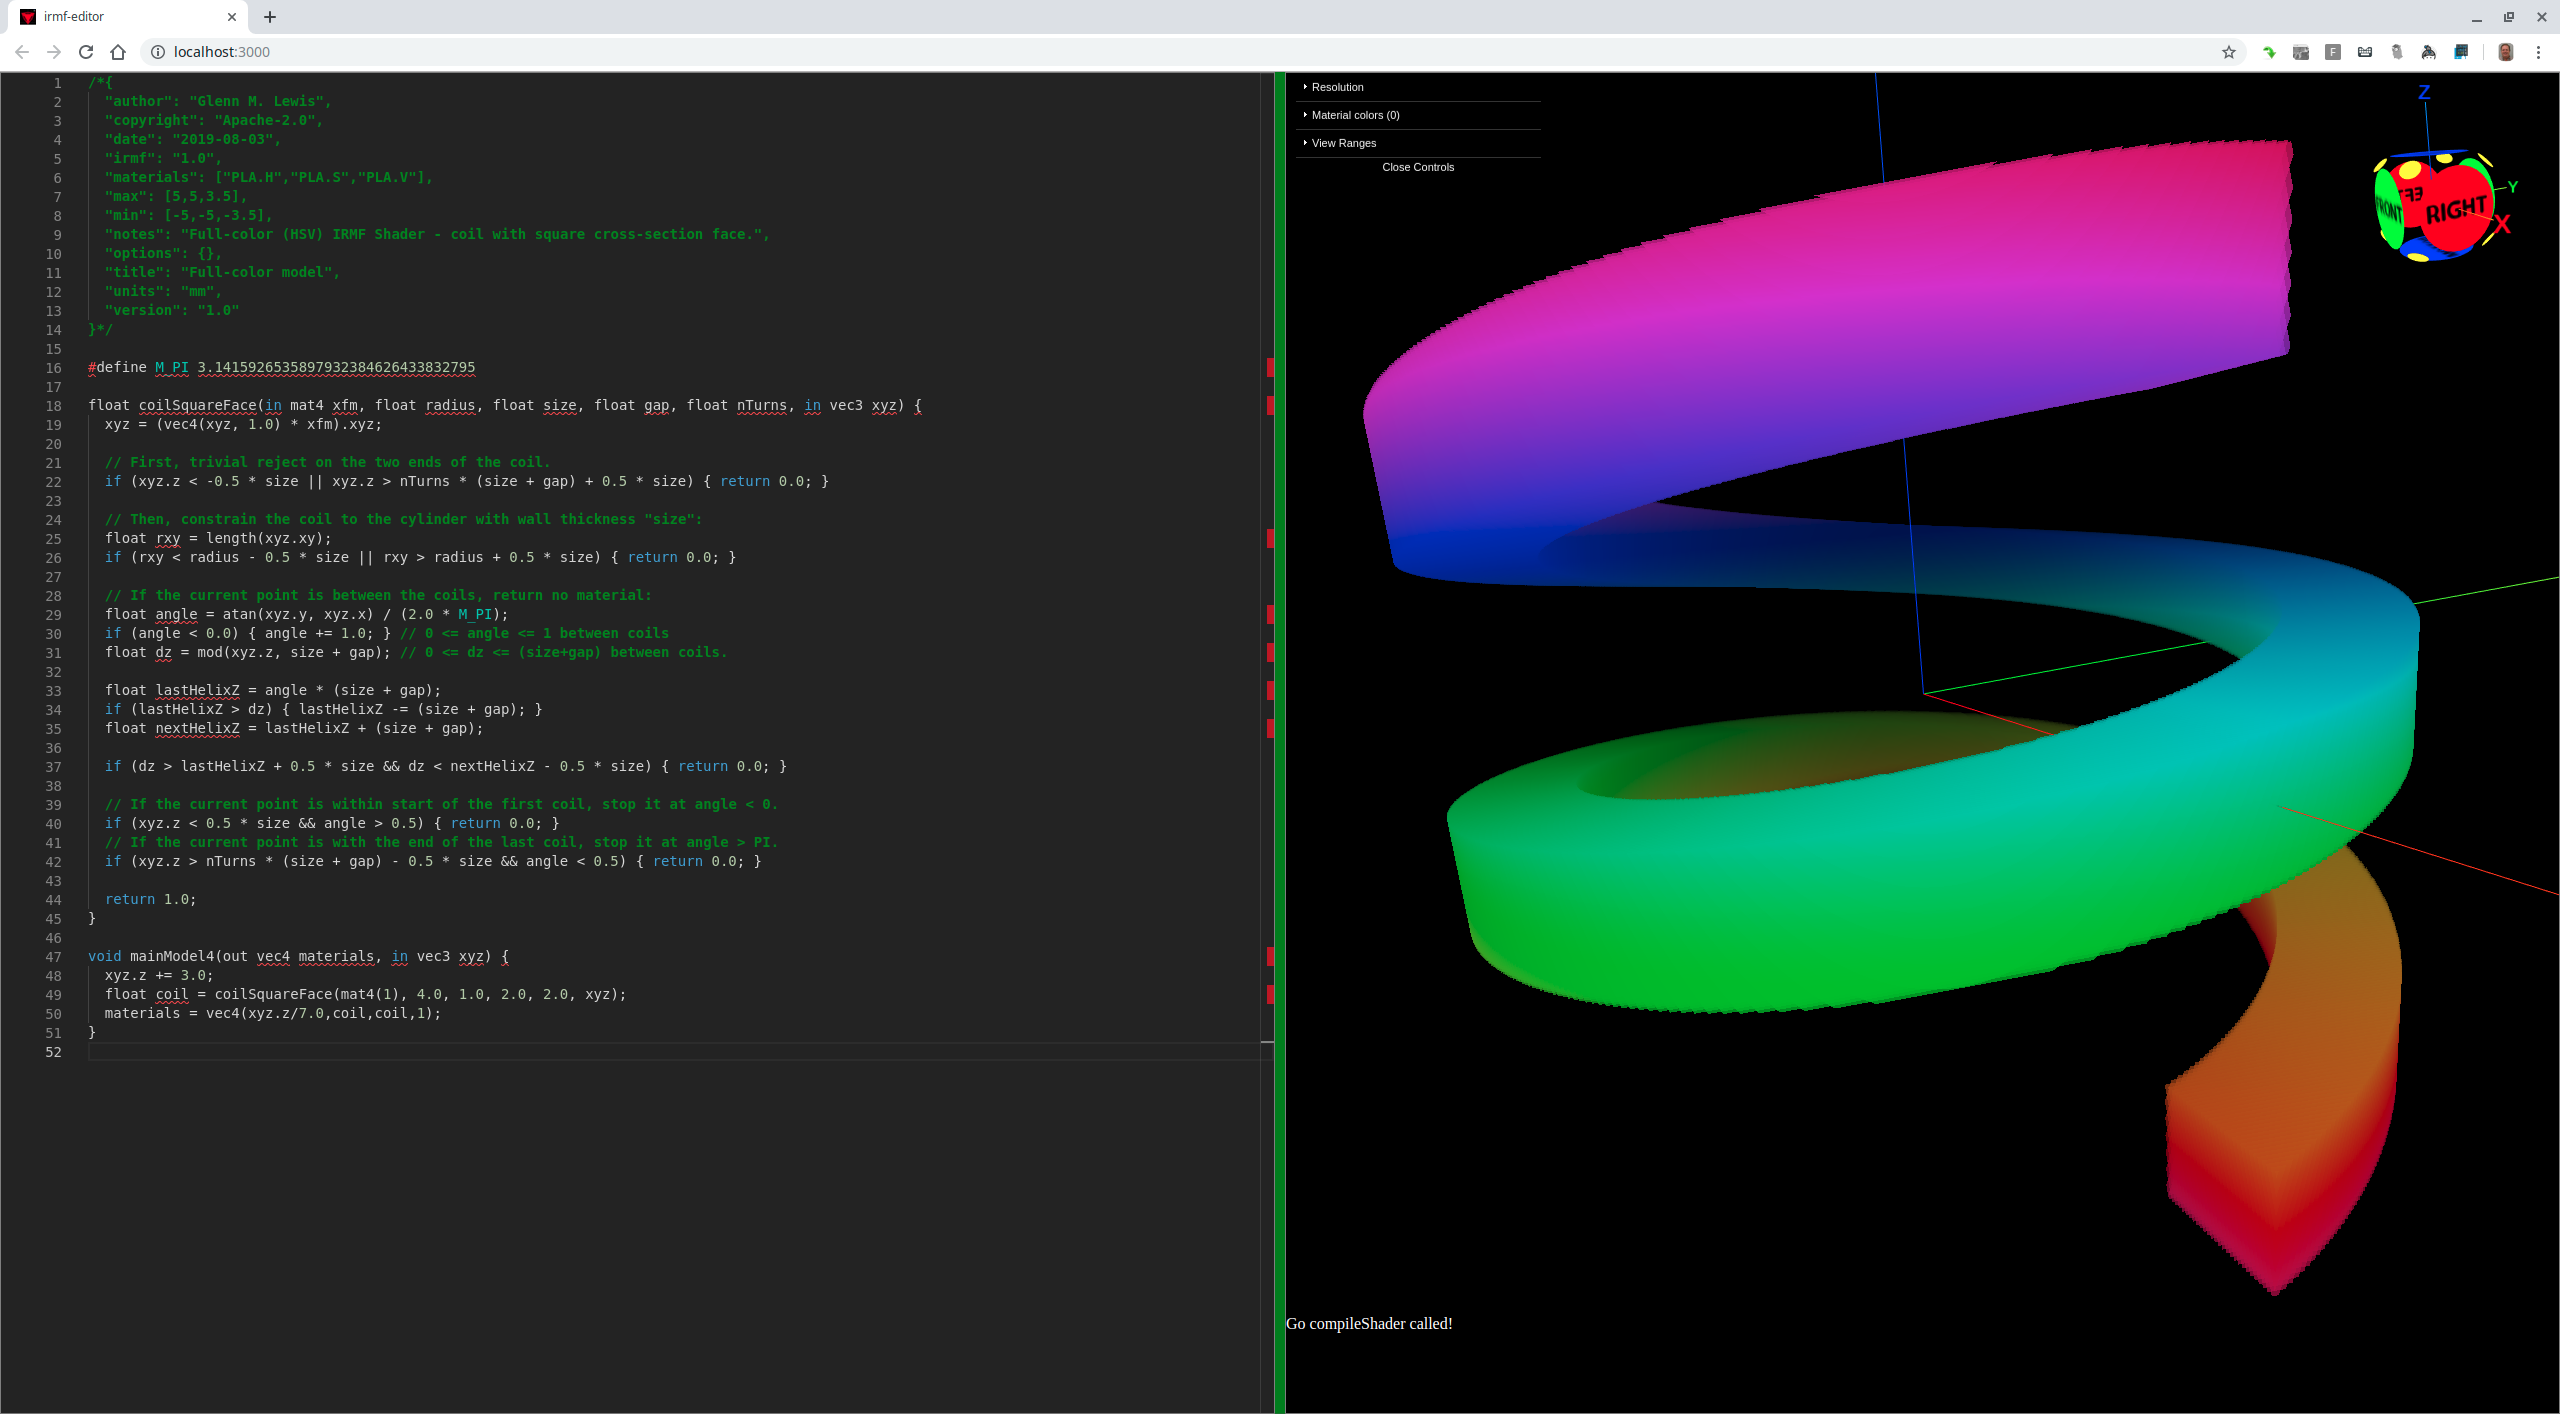 irmf-editor
localhost:3000
1 /*{
2 "author": "Glenn M. Lewis",
3 "copyright": "Apache-2.0",
4 "date": "2019-08-03",
5 "irmf": "1.0",
6 "materials": ["PLA.H","PLA.S","PLA.V"],
7 "max": [5,5,3.5],
8 "min": [-5,-5,-3.5],
9 "notes": "Full-color (HSV) IRMF Shader - coil with square cross-section face.",
10 "options": {},
11 "title": "Full-color model",
12 "units": "mm",
13 "version": "1.0"
14 }*/
15
16 #define M_PI 3.1415926535897932384626433832795
17
18 float coilSquareFace(in mat4 xfm, float radius, float size, float gap, float nTurns, in vec3 xyz) {
19 xyz = (vec4(xyz, 1.0) * xfm).xyz;
20
21 // First, trivial reject on the two ends of the coil.
22 if (xyz.z < -0.5 * size || xyz.z > nTurns * (size + gap) + 0.5 * size) { return 0.0; }
23
24 // Then, constrain the coil to the cylinder with wall thickness "size":
25 float rxy = length(xyz.xy);
26 if (rxy < radius - 0.5 * size || rxy > radius + 0.5 * size) { return 0.0; }
27
28 // If the current point is between the coils, return no material:
29 float angle = atan(xyz.y, xyz.x) / (2.0 * M_PI);
30 if (angle < 0.0) { angle += 1.0; } // 0 <= angle <= 1 between coils
31 float dz = mod(xyz.z, size + gap); // 0 <= dz <= (size+gap) between coils.
32
33 float lastHelixZ = angle * (size + gap);
34 if (lastHelixZ > dz) { lastHelixZ -= (size + gap); }
35 float nextHelixZ = lastHelixZ + (size + gap);
36
37 if (dz > lastHelixZ + 0.5 * size && dz < nextHelixZ - 0.5 * size) { return 0.0; }
38
39 // If the current point is within start of the first coil, stop it at angle < 0.
40 if (xyz.z < 0.5 * size && angle > 0.5) { return 0.0; }
41 // If the current point is with the end of the last coil, stop it at angle > PI.
42 if (xyz.z > nTurns * (size + gap) - 0.5 * size && angle < 0.5) { return 0.0; }
43
44 return 1.0;
45 }
46
47 void mainModel4(out vec4 materials, in vec3 xyz) {
48 xyz.z += 3.0;
49 float coil = coilSquareFace(mat4(1), 4.0, 1.0, 2.0, 2.0, xyz);
50 materials = vec4(xyz.z/7.0,coil,coil,1);
51 }
52
Resolution
Material colors (0)
View Ranges
Close Controls
Z
Y
X
FRONT
RIGHT
Go compileShader called!